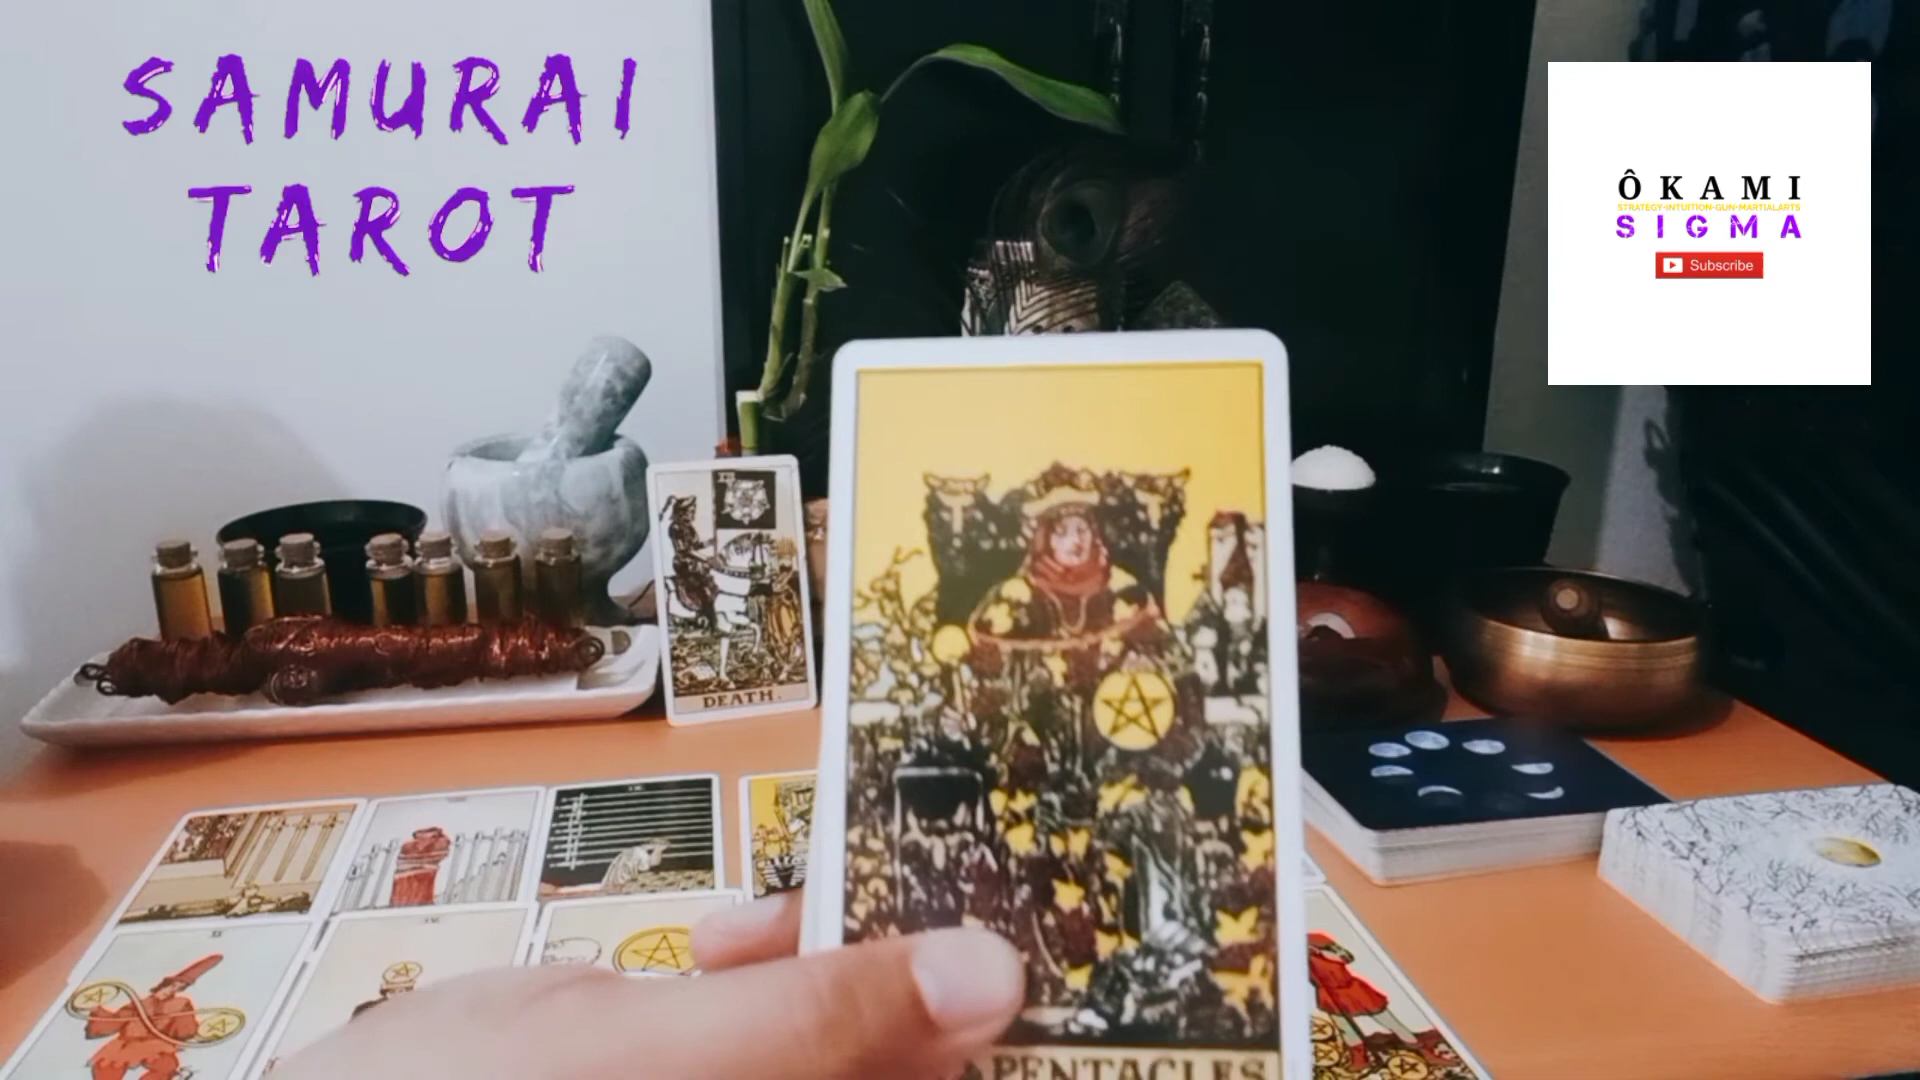 SAMURAI
TAROT
ÔKAMI
STRATEGY•INTUITION•GUN•MARTIALARTS
SIGMA
Subscribe
DEATH.
PENTACLES